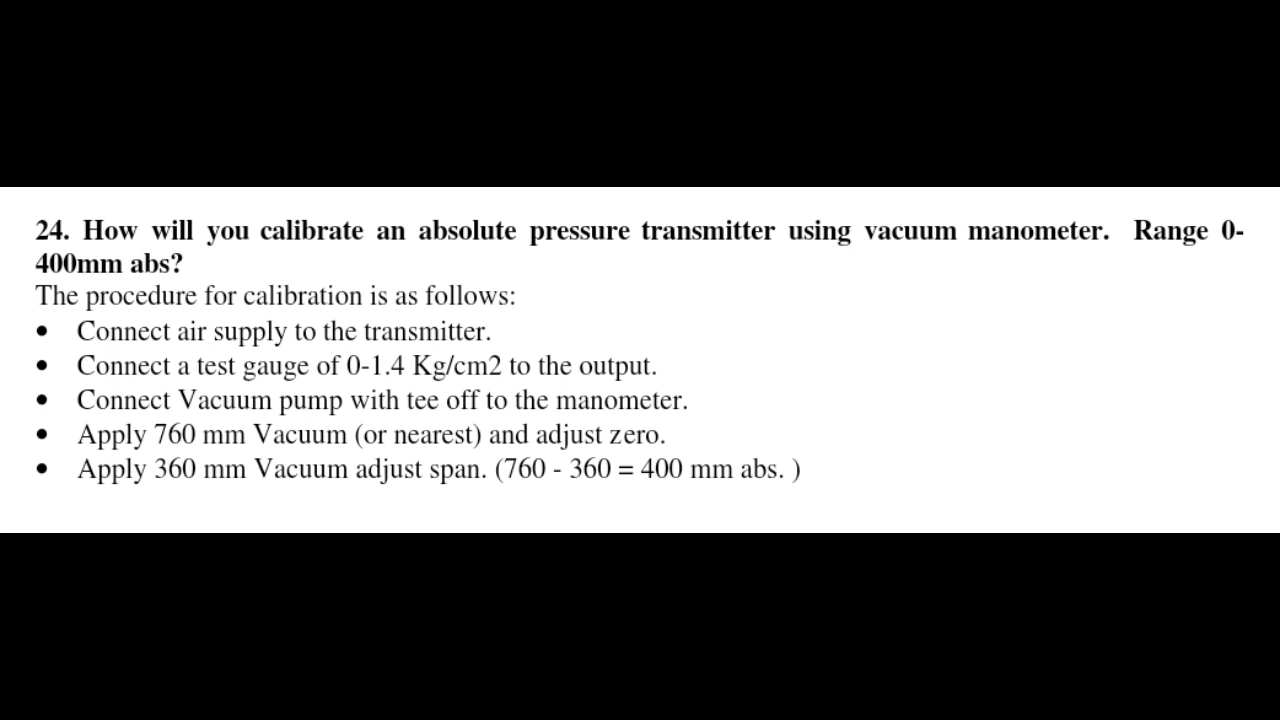 24. How will you calibrate an absolute pressure transmitter using vacuum manometer. Range 0-
400mm abs?
The procedure for calibration is as follows:
• Connect air supply to the transmitter.
• Connect a test gauge of 0-1.4 Kg/cm2 to the output.
• Connect Vacuum pump with tee off to the manometer.
• Apply 760 mm Vacuum (or nearest) and adjust zero.
• Apply 360 mm Vacuum adjust span. (760 - 360 = 400 mm abs. )